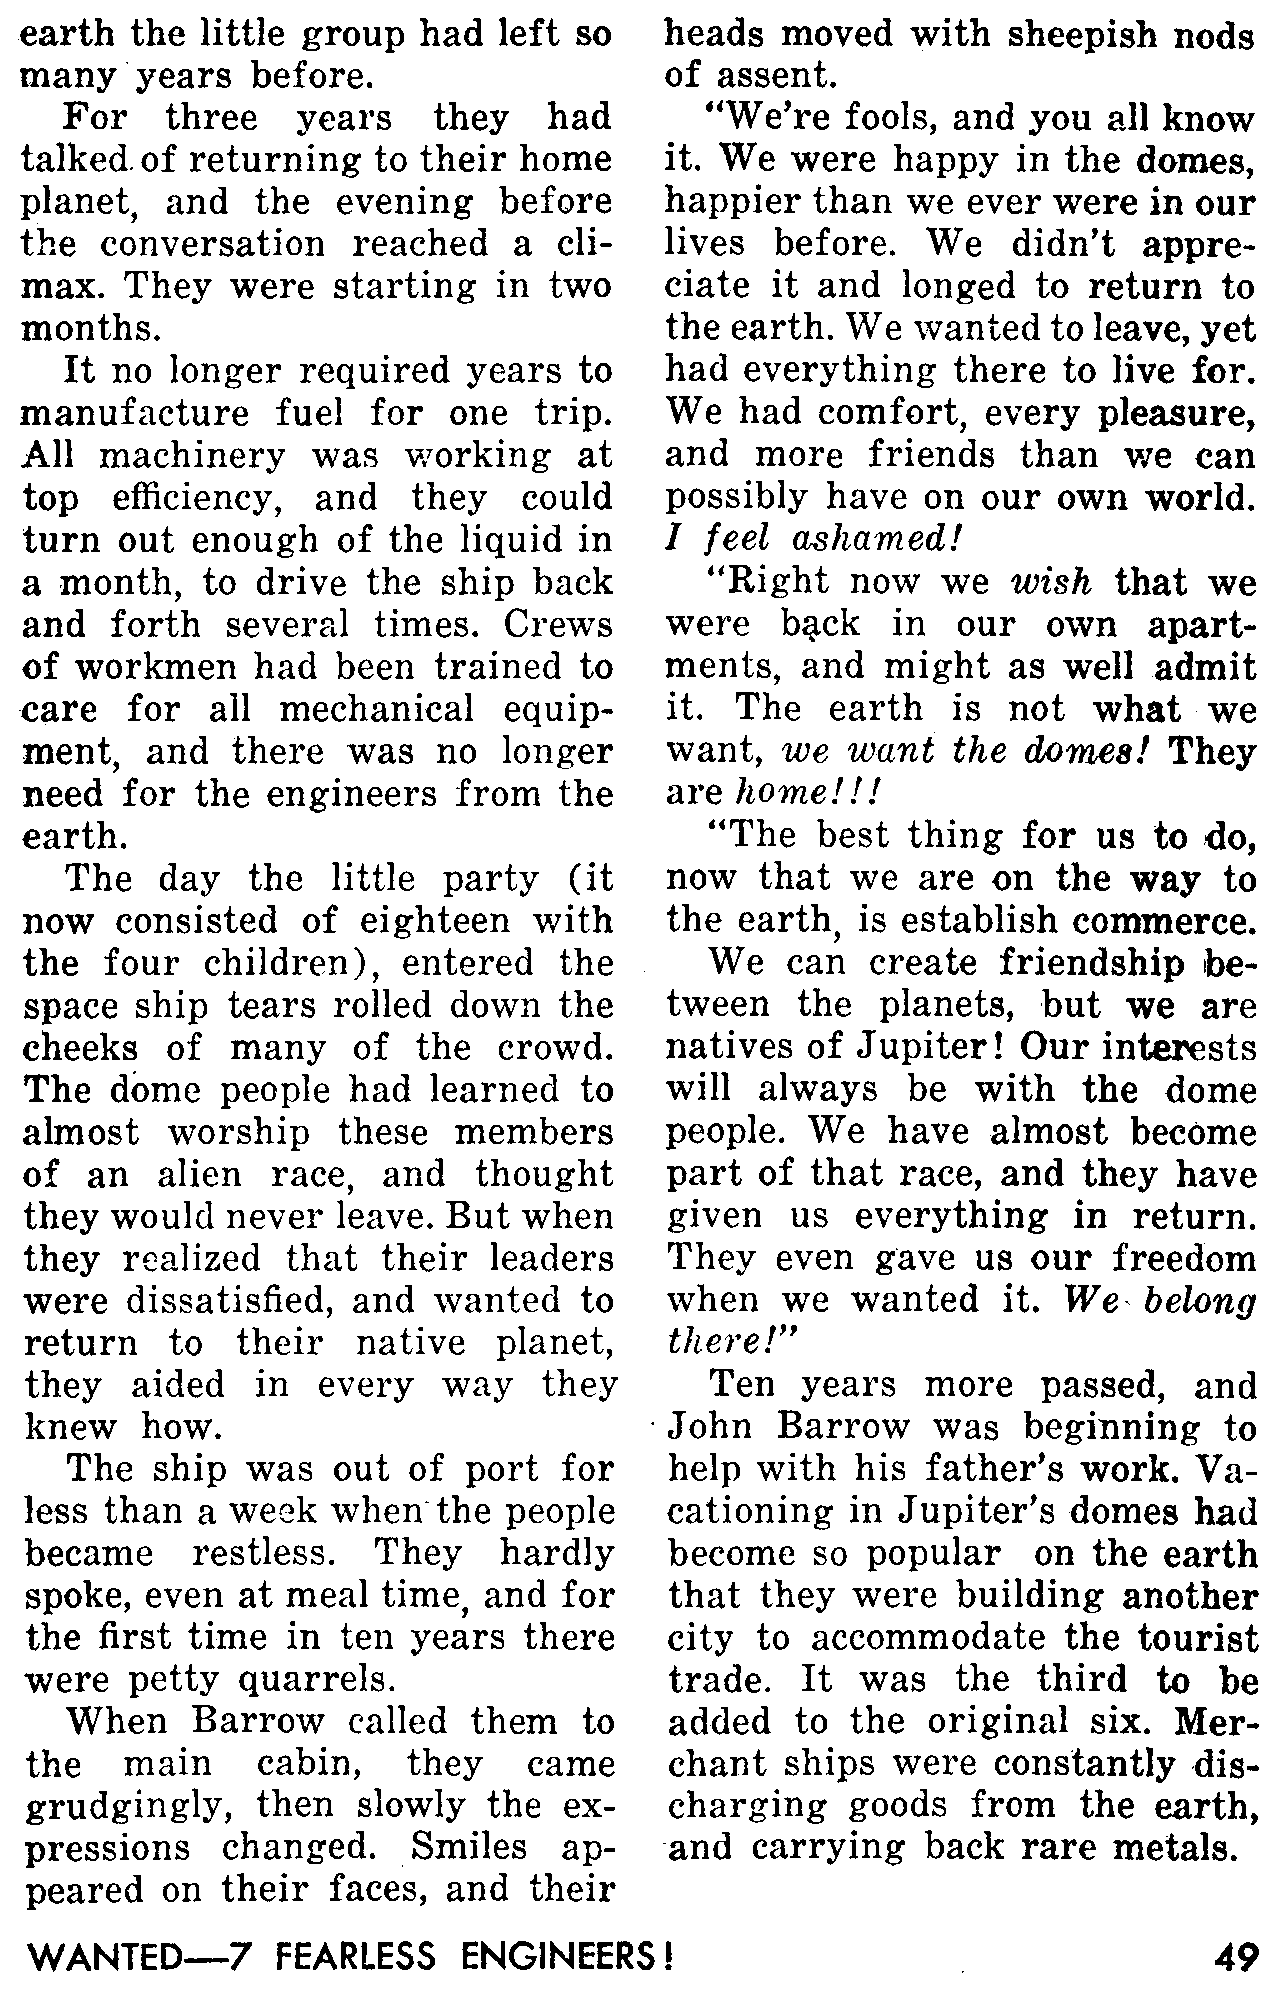 earth the little group had left so
many years before.
For three years they had
talked of returning to their home
planet, and the evening before
the conversation reached a cli-
max. They were starting in two
months.
It no longer required years to
manufacture fuel for one trip.
All machinery was working at
top efficiency, and they could
turn out enough of the liquid in
a month, to drive the ship back
and forth several times. Crews
of workmen had been trained to
care for all mechanical equip-
ment, and there was no longer
need for the engineers from the
earth.
The day the little party (it
now consisted of eighteen with
the four children), entered the
space ship tears rolled down the
cheeks of many of the crowd.
The dome people had learned to
almost worship these members
of an alien race, and thought
they would never leave. But when
they realized that their leaders
were dissatisfied, and wanted to
return to their native planet,
they aided in every way they
knew how.
The ship was out of port for
less than a week when the people
became restless. They hardly
spoke, even at meal time, and for
the first time in ten years there
were petty quarrels.
When Barrow called them to
the main cabin, they came
grudgingly, then slowly the ex-
pressions changed. Smiles ap-
peared on their faces, and their
heads moved with sheepish nods
of assent.
“We’re fools, and you all know
it. We were happy in the domes,
happier than we ever were in our
lives before. We didn’t appre-
ciate it and longed to return to
the earth. We wanted to leave, yet
had everything there to live for.
We had comfort, every pleasure,
and more friends than we can
possibly have on our own world.
I feel ashamed!
“Right now we wish that we
were back in our own apart-
ments, and might as well admit
it. The earth is not what we
want, we want the domes! They
are home!!!
“The best thing for us to do,
now that we are on the way to
the earth, is establish commerce.
We can create friendship be-
tween the planets, but we are
natives of Jupiter! Our interests
will always be with the dome
people. We have almost become
part of that race, and they have
given us everything in return.
They even gave us our freedom
when we wanted it. We belong
there!”
Ten years more passed, and
John Barrow was beginning to
help with his father’s work. Va-
cationing in Jupiter’s domes had
become so popular on the earth
that they were building another
city to accommodate the tourist
trade. It was the third to be
added to the original six. Mer-
chant ships were constantly dis-
charging goods from the earth,
and carrying back rare metals.
WANTED—7 FEARLESS ENGINEERS! 49